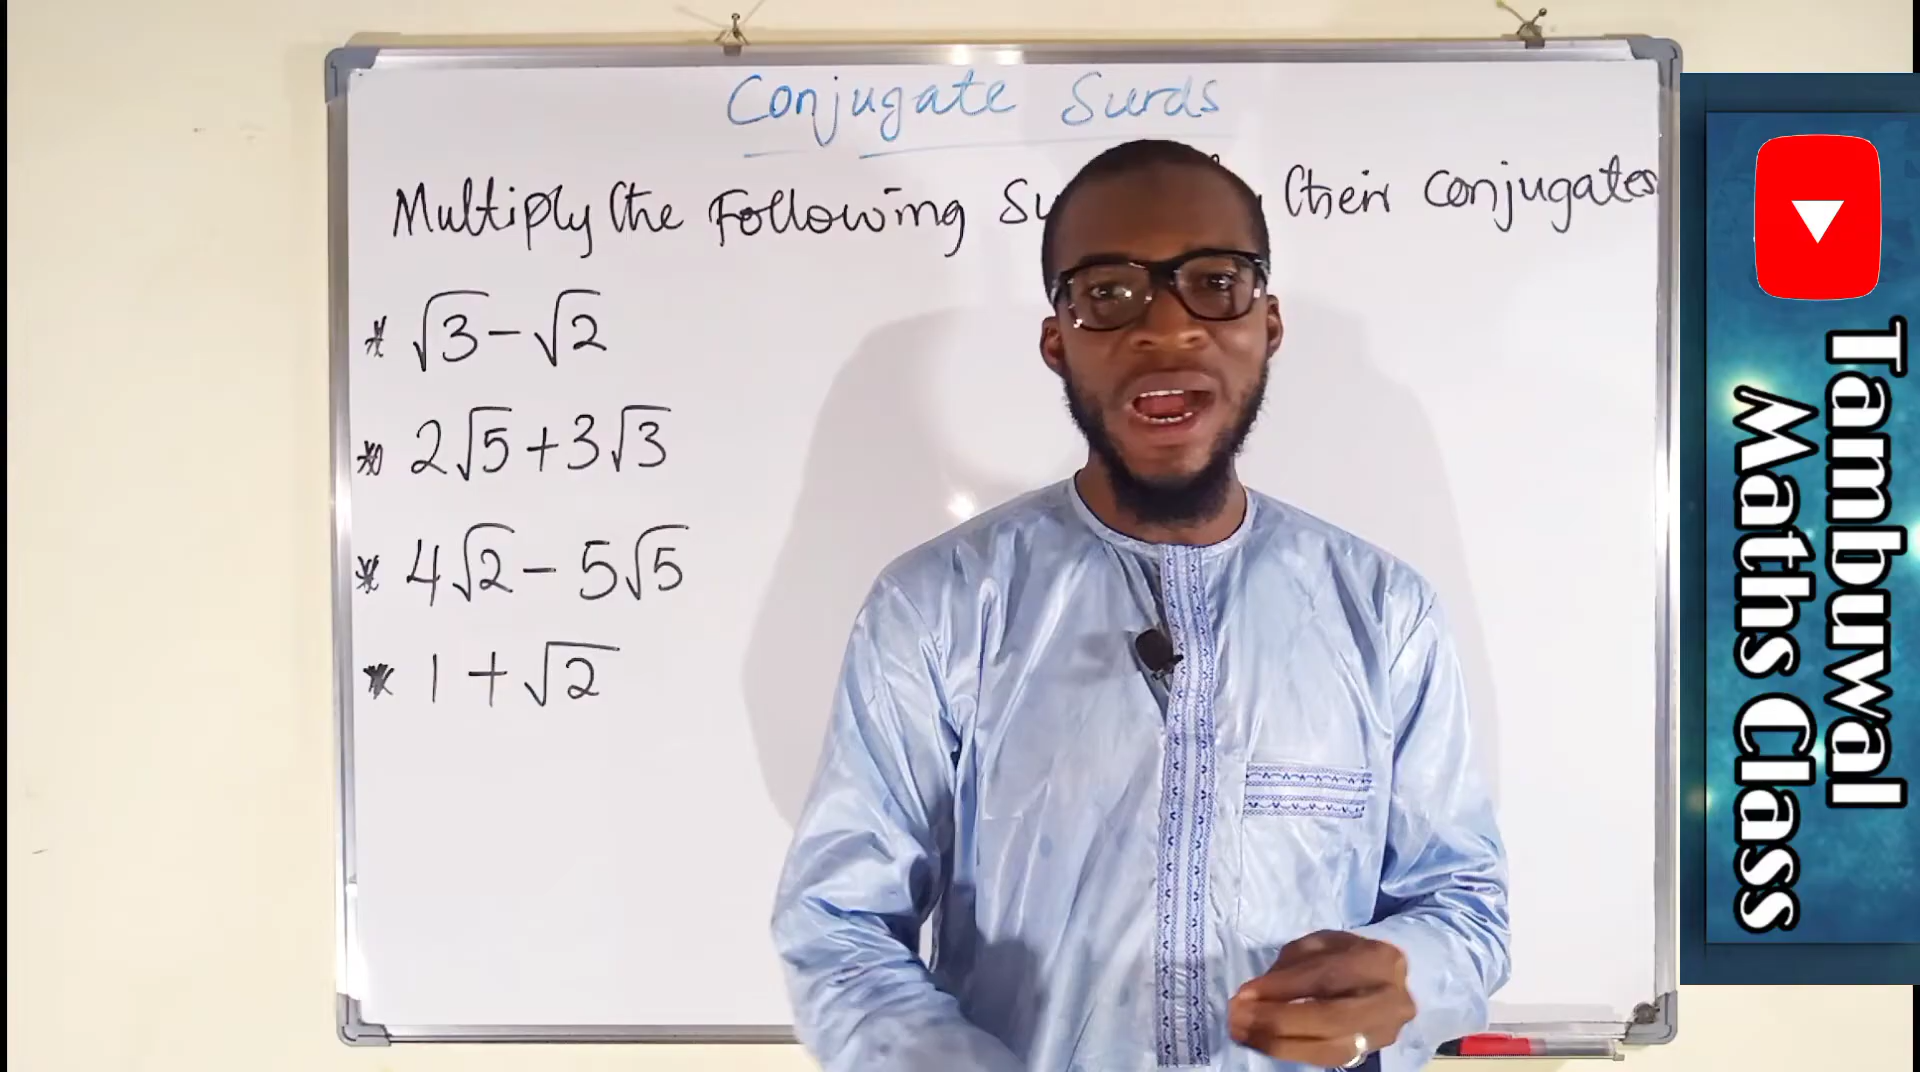 Conjugate Surds
Multiply the Following their Conjugates
* √3 - √2
* 2√5 + 3√3
* 4√2 - 5√5
* 1 + √2
Tambuwal
Maths Class